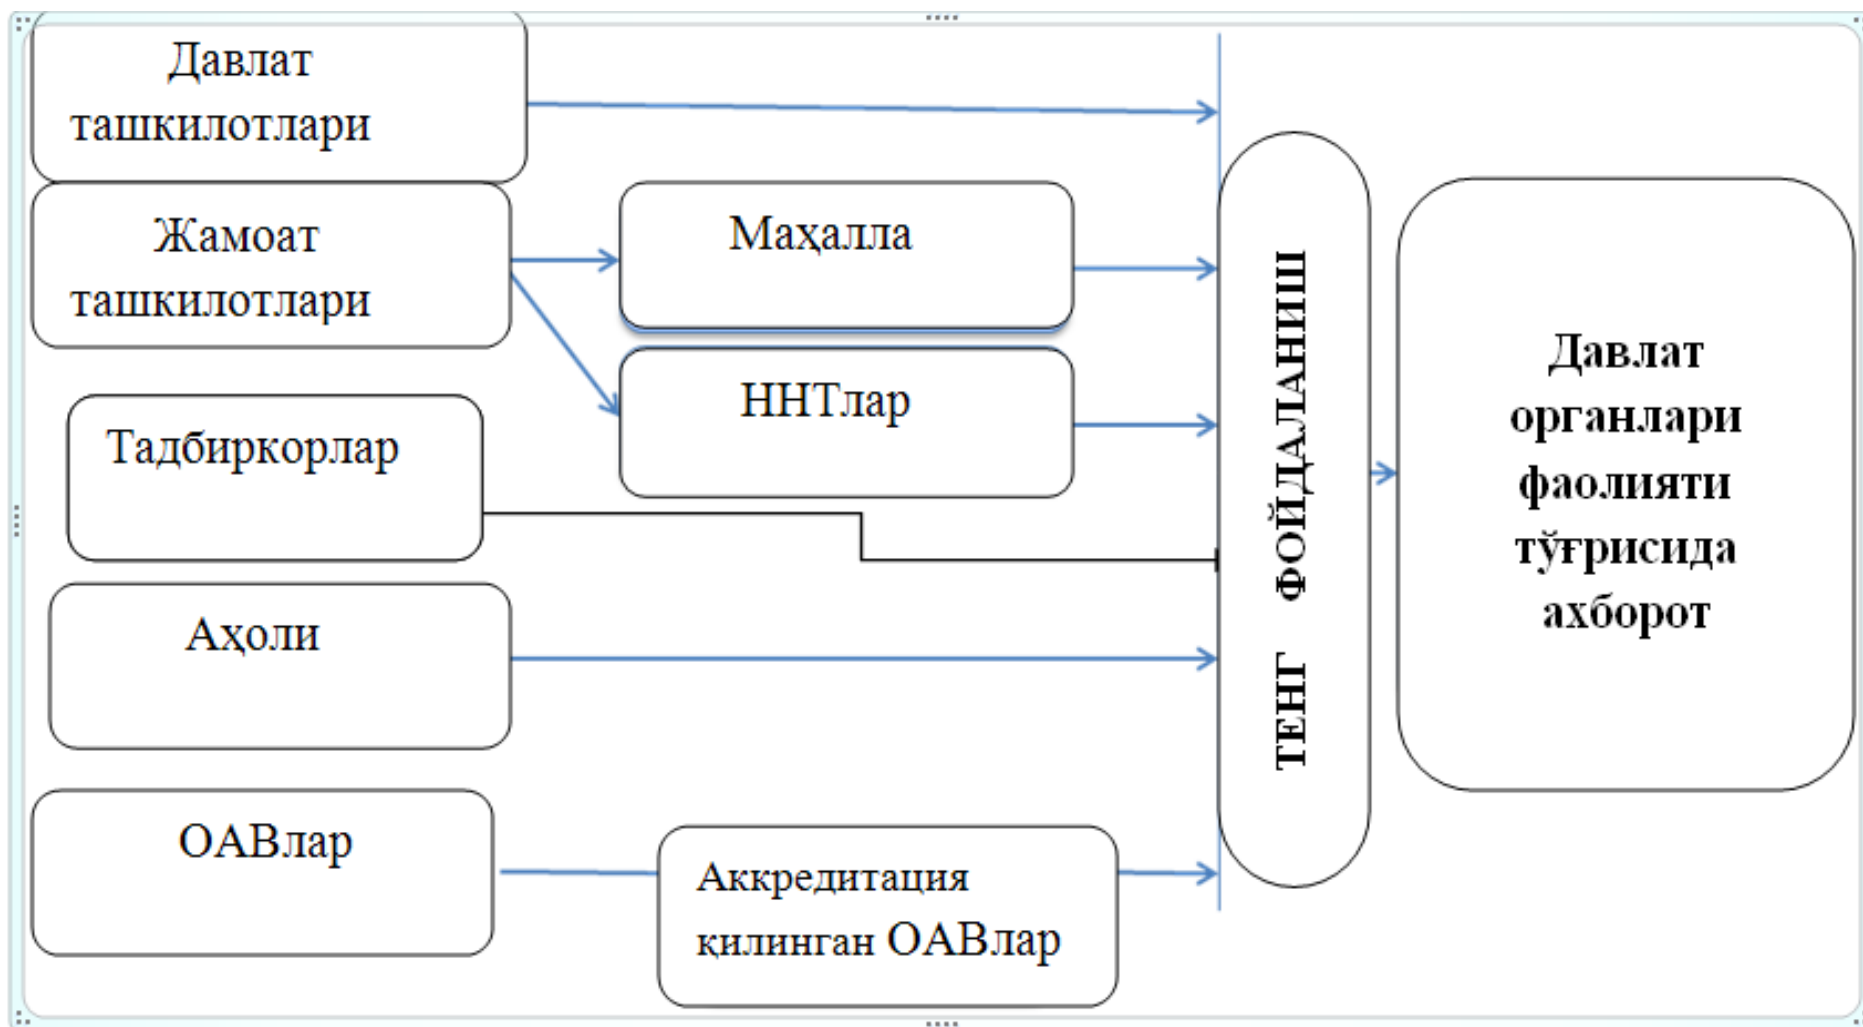 Давлат
ташкилотлари
Жамоат
ташкилотлари
Маҳалла
ННТлар
Тадбиркорлар
Аҳоли
ОАВлар
Аккредитация
қилинган ОАВлар
ТЕНГ ФОЙДАЛАНИШ
Давлат
органлари
фаолияти
тўғрисида
ахборот